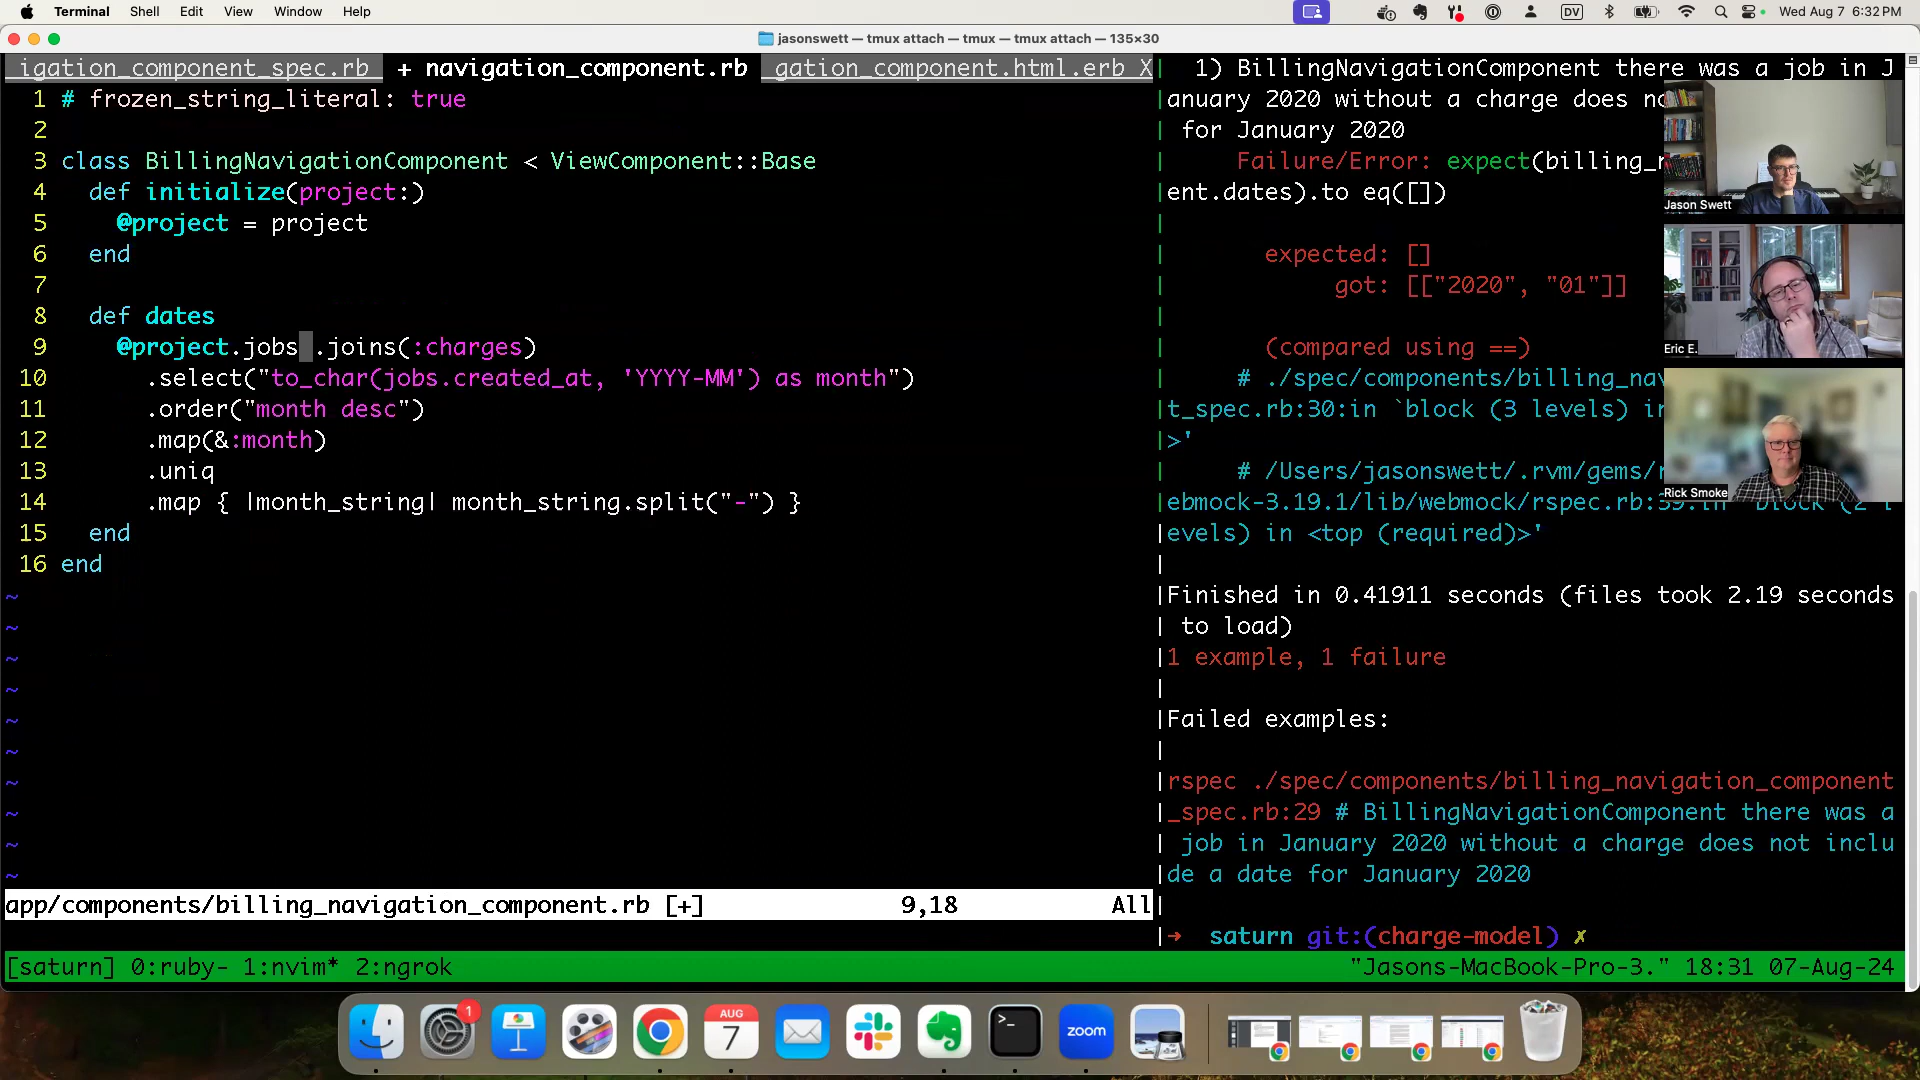 Terminal Shell Edit View Window Help
DV
Wed Aug 7 6:32 PM
jasonswett — tmux attach — tmux — tmux attach — 135×30
igation_component_spec.rb + navigation_component.rb gation_component.html.erb X
1 # frozen_string_literal: true
2
3 class BillingNavigationComponent < ViewComponent::Base
4 def initialize(project:)
5 @project = project
6 end
7
8 def dates
9 @project.jobs .joins(:charges)
10 .select("to_char(jobs.created_at, 'YYYY-MM') as month")
11 .order("month desc")
12 .map(&:month)
13 .uniq
14 .map { |month_string| month_string.split("-") }
15 end
16 end
~
~
~
~
~
~
~
~
~
~
app/components/billing_navigation_component.rb [+] 9,18 All
1) BillingNavigationComponent there was a job in J
anuary 2020 without a charge does
for January 2020
Failure/Error: expect(billing_
ent.dates).to eq([])
expected: []
got: [["2020", "01"]]
(compared using ==)
# ./spec/components/billing_na
t_spec.rb:30:in `block (3 levels)
>'
# /Users/jasonswett/.rvm/gems/
ebmock-3.19.1/lib/webmock/rspec.rb:39:in
evels) in <top (required)>'
Finished in 0.41911 seconds (files took 2.19 seconds
to load)
1 example, 1 failure
Failed examples:
rspec ./spec/components/billing_navigation_component
_spec.rb:29 # BillingNavigationComponent there was a
job in January 2020 without a charge does not inclu
de a date for January 2020
➜ saturn git:(charge-model) ✗
Jason Swett
Eric E.
Rick Smoke
[saturn] 0:ruby- 1:nvim* 2:ngrok "Jasons-MacBook-Pro-3." 18:31 07-Aug-24
1
AUG
7
>_
zoom